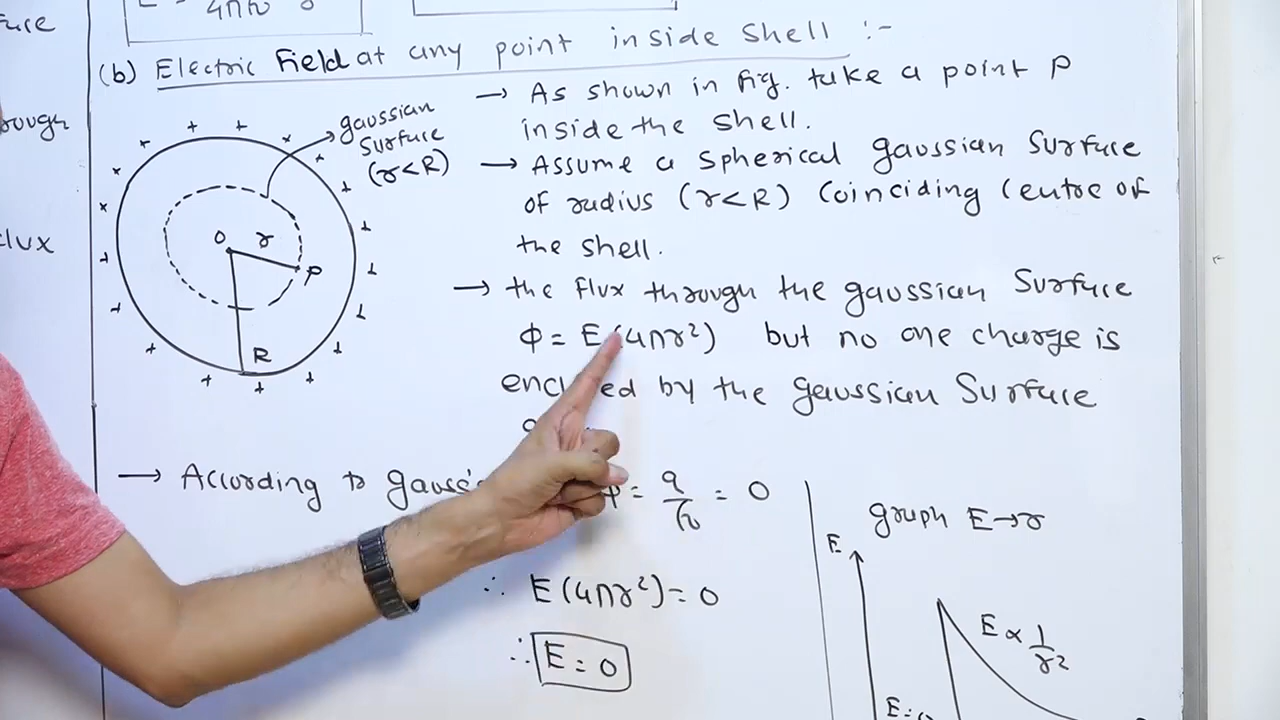 (b) Electric Field at any point inside shell :-
gaussian
surface
(r<R)
O
r
P
R
→ As shown in fig. take a point P
inside the shell.
→ Assume a spherical gaussian surface
of radius (r<R) coinciding centre of
the shell.
→ the flux through the gaussian surface
Φ = E(4πr²) but no one charge is
by the gaussian surface
→ According to gauss's
= q/ε₀ = 0
∴ E(4πr²) = 0
∴ E = 0
graph E→r
E
E ∝ 1/r²
flux